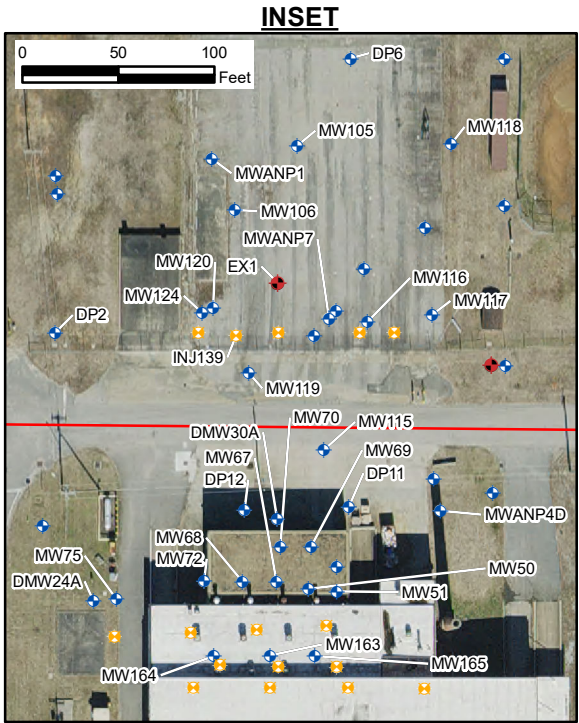 INSET
0 50 100
Feet
DP6
MW105
MW118
MWANP1
MW106
MWANP7
MW120
EX1
MW124
MW116
MW117
DP2
INJ139
MW119
MW70
MW115
DMW30A
MW69
MW67
DP12
DP11
MWANP4D
MW68
MW75
MW72
MW50
DMW24A
MW51
MW163
MW164
MW165